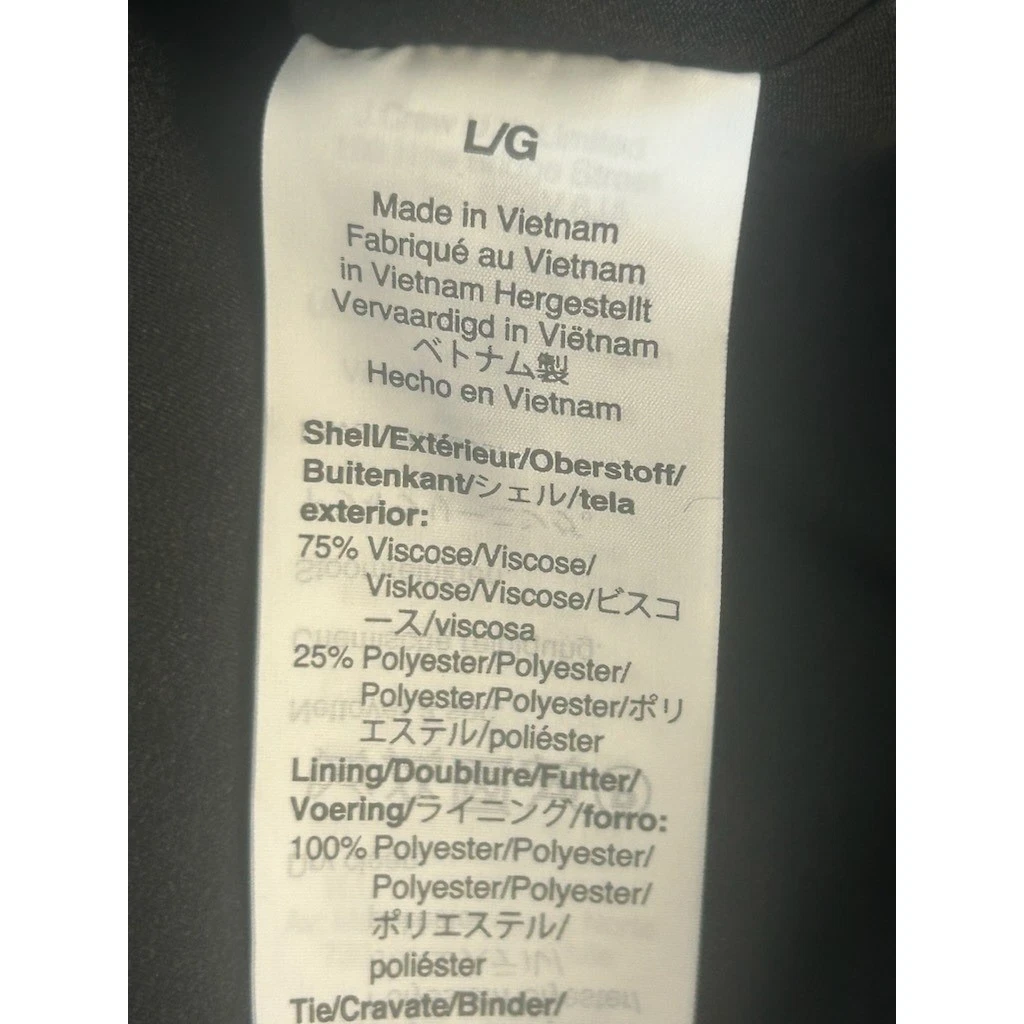 L/G
Made in Vietnam
Fabriqué au Vietnam
in Vietnam Hergestellt
Vervaardigd in Viëtnam
ベトナム製
Hecho en Vietnam
Shell/Extérieur/Oberstoff/
Buitenkant/シェル/tela
exterior:
75% Viscose/Viscose/
Viskose/Viscose/ビスコ
ース/viscosa
25% Polyester/Polyester/
Polyester/Polyester/ポリ
エステル/poliéster
Lining/Doublure/Futter/
Voering/ライニング/forro:
100% Polyester/Polyester/
Polyester/Polyester/
ポリエステル/
poliéster
Tie/Cravate/Binder/